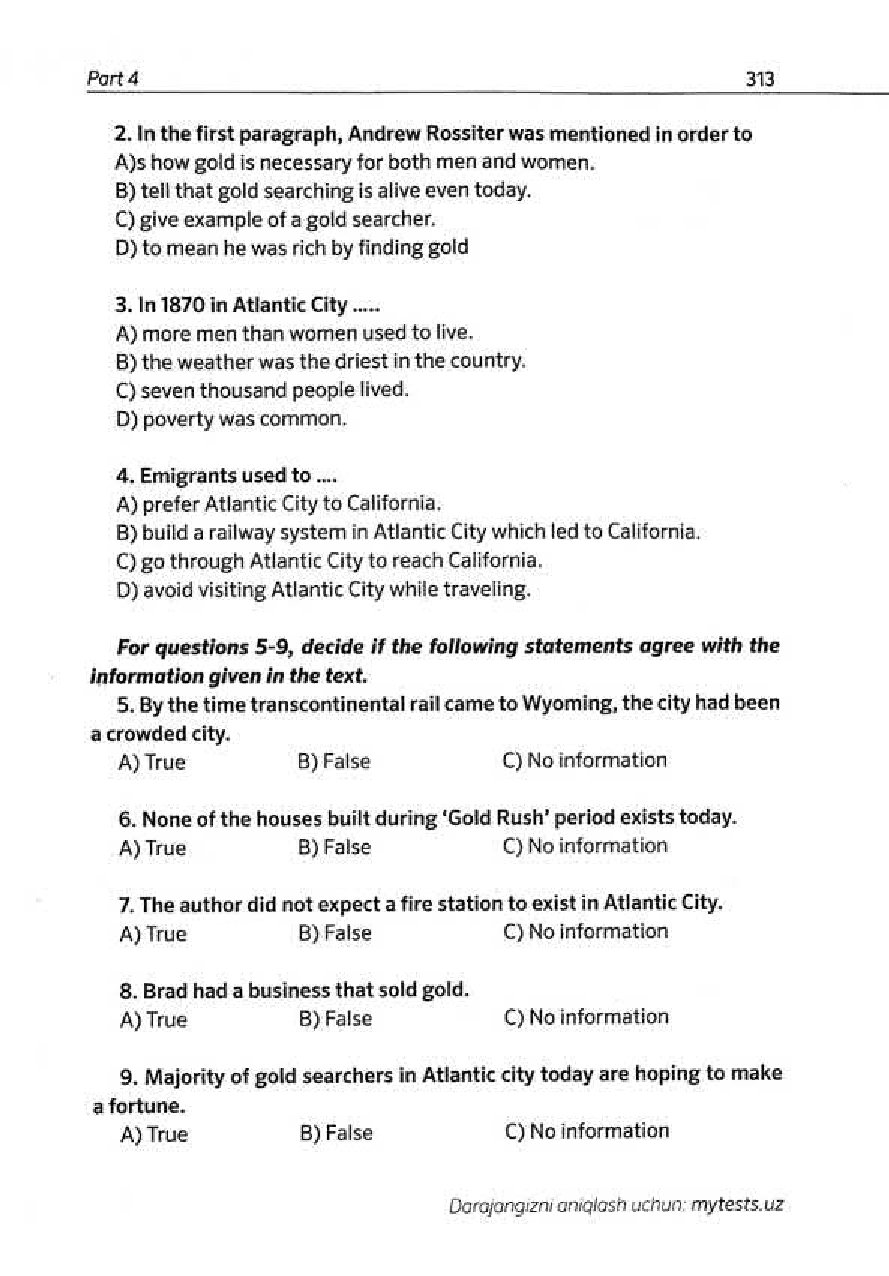 Part 4 313
2. In the first paragraph, Andrew Rossiter was mentioned in order to
A)s how gold is necessary for both men and women.
B) tell that gold searching is alive even today.
C) give example of a gold searcher.
D) to mean he was rich by finding gold
3. In 1870 in Atlantic City .....
A) more men than women used to live.
B) the weather was the driest in the country.
C) seven thousand people lived.
D) poverty was common.
4. Emigrants used to ....
A) prefer Atlantic City to California.
B) build a railway system in Atlantic City which led to California.
C) go through Atlantic City to reach California.
D) avoid visiting Atlantic City while traveling.
For questions 5-9, decide if the following statements agree with the
information given in the text.
5. By the time transcontinental rail came to Wyoming, the city had been
a crowded city.
A) True B) False C) No information
6. None of the houses built during 'Gold Rush' period exists today.
A) True B) False C) No information
7. The author did not expect a fire station to exist in Atlantic City.
A) True B) False C) No information
8. Brad had a business that sold gold.
A) True B) False C) No information
9. Majority of gold searchers in Atlantic city today are hoping to make
a fortune.
A) True B) False C) No information
Darajangizni aniqlash uchun: mytests.uz